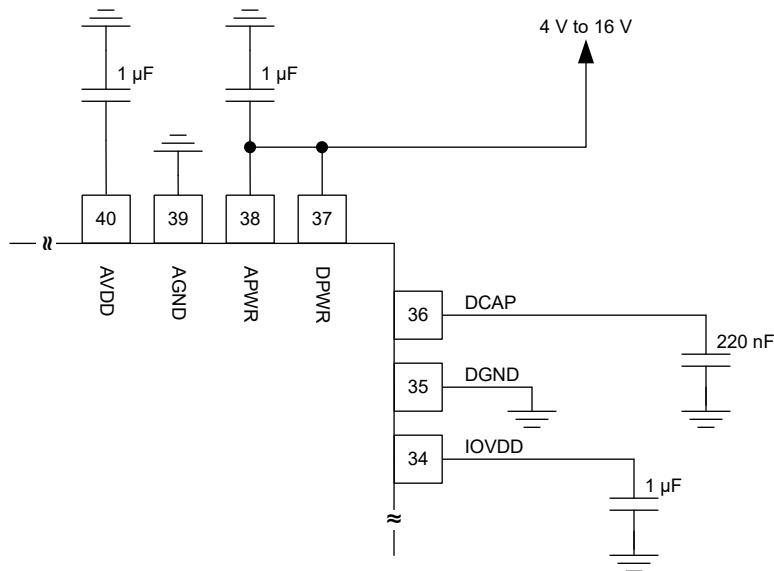 4 V to 16 V
1 µF
1 µF
40
39
38
37
AVDD
AGND
APWR
DPWR
36
DCAP
220 nF
35
DGND
34
IOVDD
1 µF